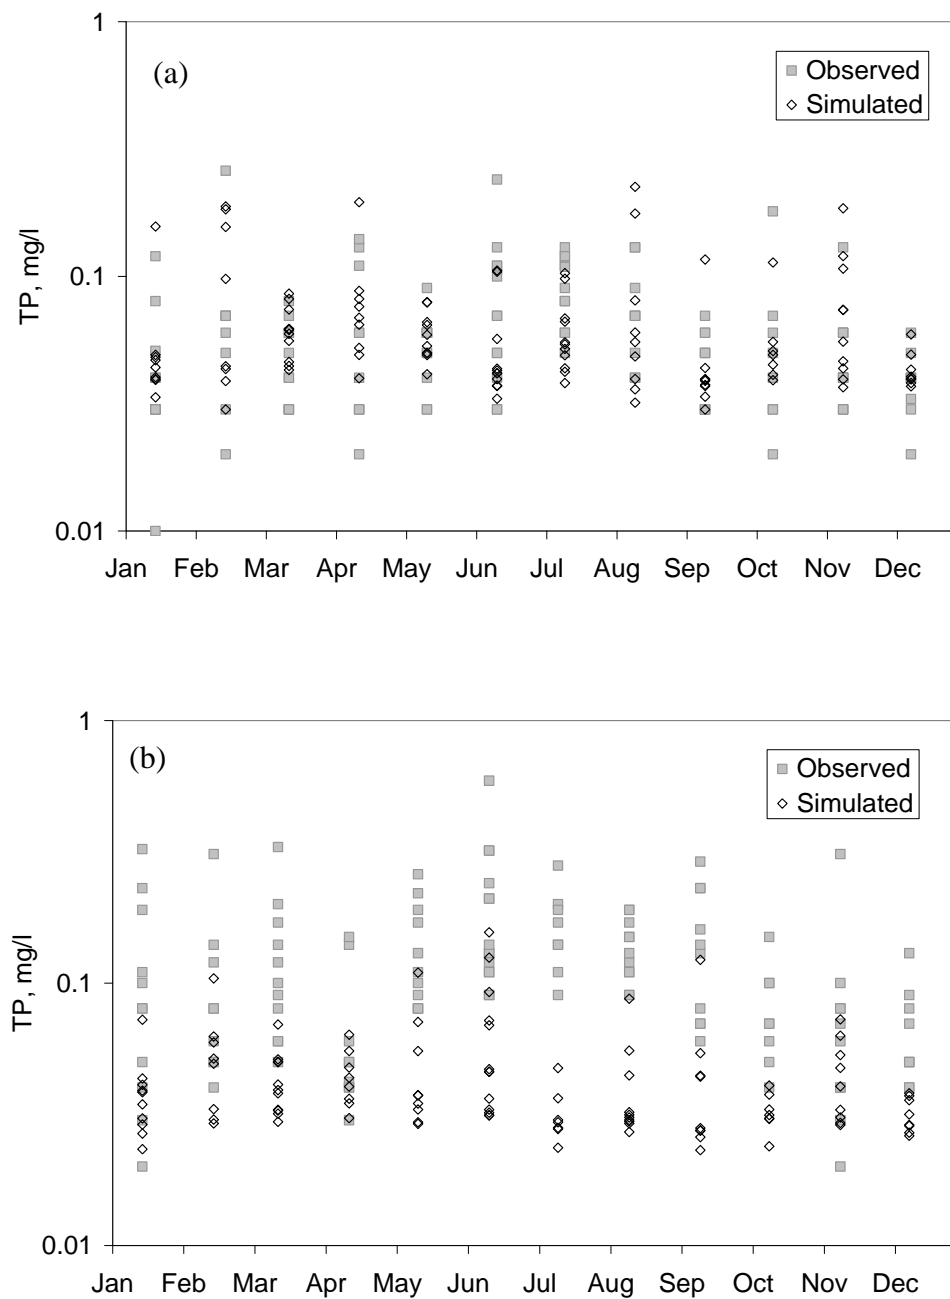 1
(a)
Observed
Simulated
TP, mg/l
0.1
0.01
Jan Feb Mar Apr May Jun Jul Aug Sep Oct Nov Dec
1
(b)
Observed
Simulated
TP, mg/l
0.1
0.01
Jan Feb Mar Apr May Jun Jul Aug Sep Oct Nov Dec